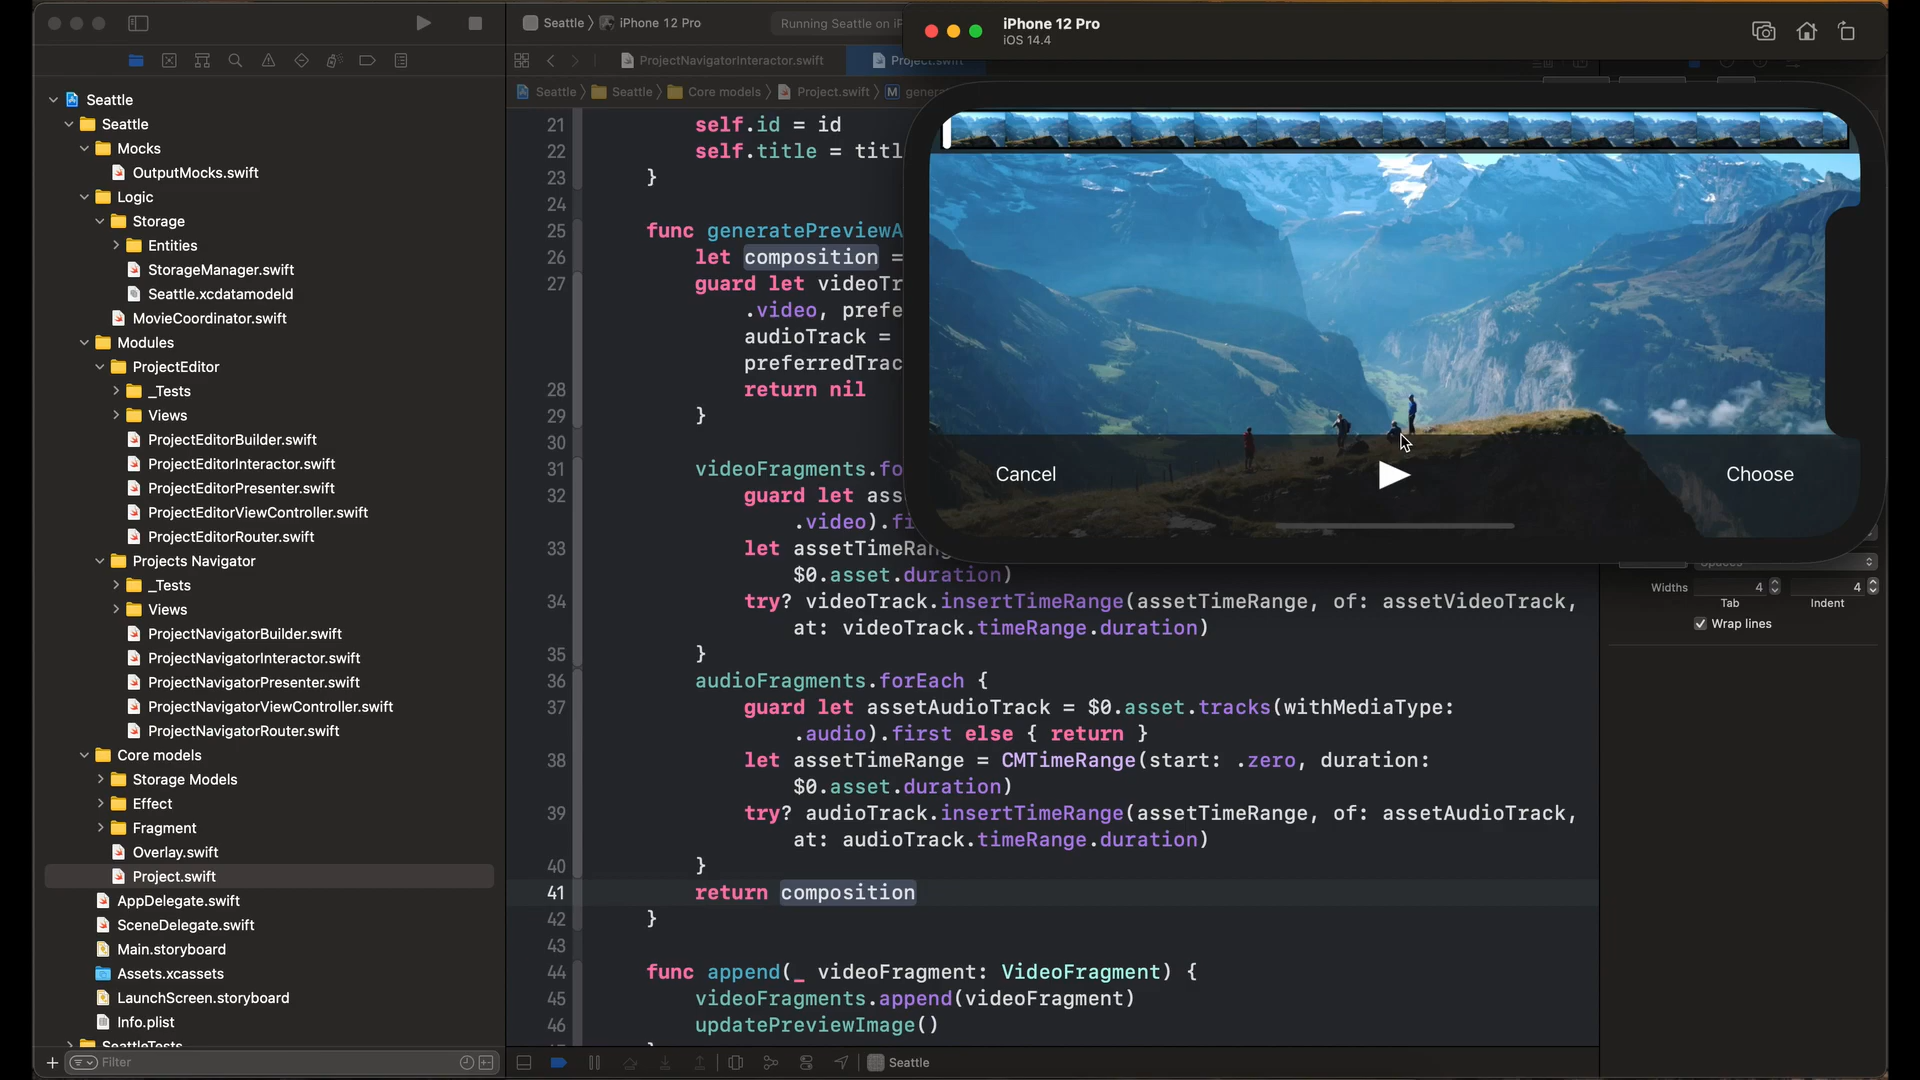 Seattle
iPhone 12 Pro
Running Seattle on iP
iPhone 12 Pro
iOS 14.4
ProjectNavigatorInteractor.swift
Project.swift
Seattle
Seattle
Core models
Project.swift
M
Seattle
Seattle
Mocks
OutputMocks.swift
Logic
Storage
Entities
StorageManager.swift
Seattle.xcdatamodeld
MovieCoordinator.swift
Modules
ProjectEditor
_Tests
Views
ProjectEditorBuilder.swift
ProjectEditorInteractor.swift
ProjectEditorPresenter.swift
ProjectEditorViewController.swift
ProjectEditorRouter.swift
Projects Navigator
_Tests
Views
ProjectNavigatorBuilder.swift
ProjectNavigatorInteractor.swift
ProjectNavigatorPresenter.swift
ProjectNavigatorViewController.swift
ProjectNavigatorRouter.swift
Core models
Storage Models
Effect
Fragment
Overlay.swift
Project.swift
AppDelegate.swift
SceneDelegate.swift
Main.storyboard
Assets.xcassets
LaunchScreen.storyboard
Info.plist
SeattleTests
Filter
21 self.id = id
22 self.title = titl
23 }
24
25 func generatePreviewA
26 let composition =
27 guard let videoTr
.video, prefe
audioTrack =
preferredTrac
28 return nil
29 }
30
31 videoFragments.fo
32 guard let ass
.video).fi
33 let assetTimeRang
$0.asset.duration)
34 try? videoTrack.insertTimeRange(assetTimeRange, of: assetVideoTrack,
at: videoTrack.timeRange.duration)
35 }
36 audioFragments.forEach {
37 guard let assetAudioTrack = $0.asset.tracks(withMediaType:
.audio).first else { return }
38 let assetTimeRange = CMTimeRange(start: .zero, duration:
$0.asset.duration)
39 try? audioTrack.insertTimeRange(assetTimeRange, of: assetAudioTrack,
at: audioTrack.timeRange.duration)
40 }
41 return composition
42 }
43
44 func append(_ videoFragment: VideoFragment) {
45 videoFragments.append(videoFragment)
46 updatePreviewImage()
Cancel
Choose
Spaces
Widths 4 4
Tab Indent
Wrap lines
Seattle